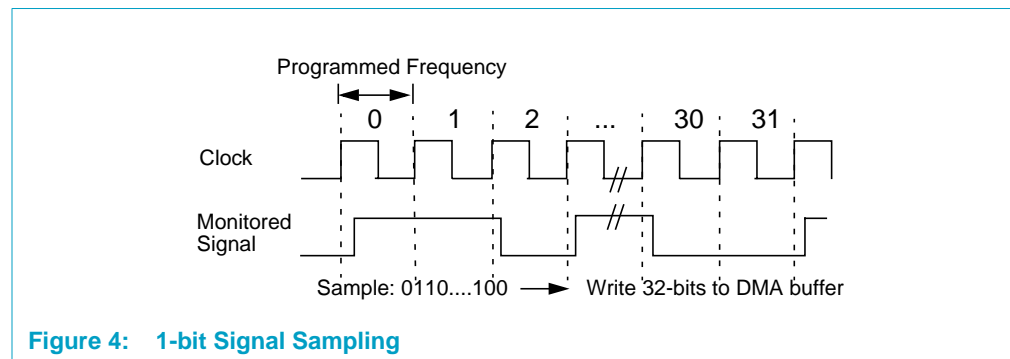 Programmed Frequency
0 1 2 ... 30 31
Clock
Monitored
Signal
Sample: 0110....100 Write 32-bits to DMA buffer
Figure 4: 1-bit Signal Sampling